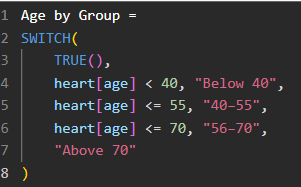 1 Age by Group =
2 SWITCH(
3 TRUE(),
4 heart[age] < 40, "Below 40",
5 heart[age] <= 55, "40–55",
6 heart[age] <= 70, "56–70",
7 "Above 70"
8 )